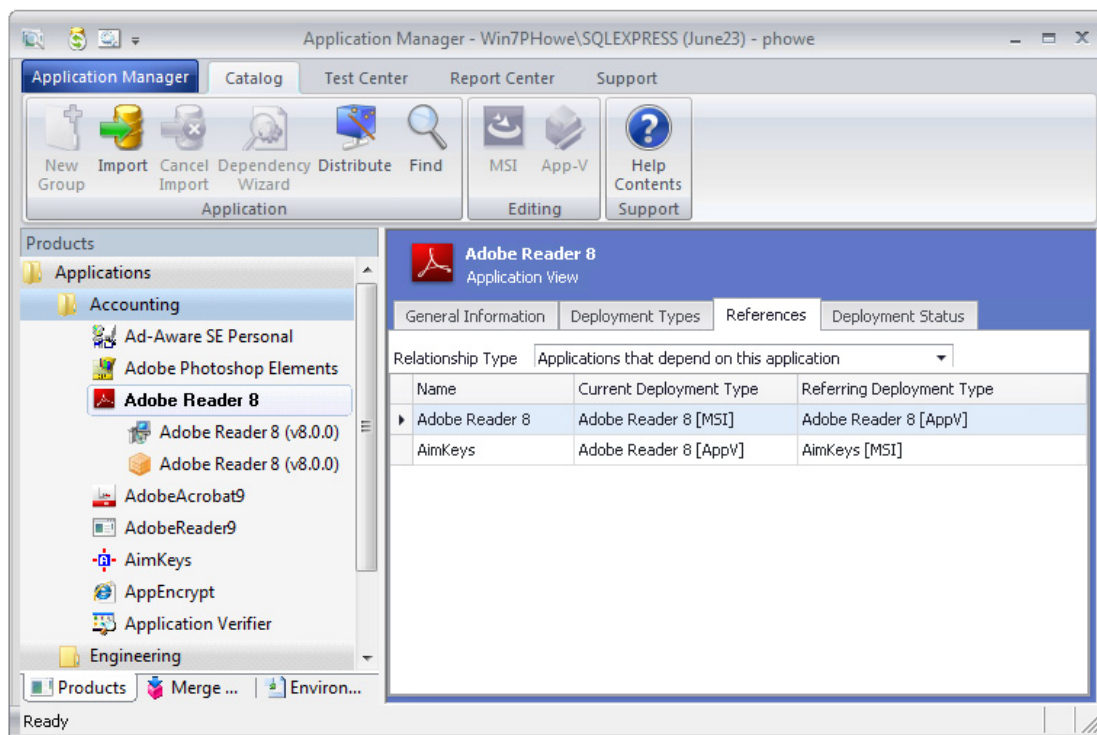 Application Manager - Win7PHowe\SQLEXPRESS (June23) - phowe
Application Manager Catalog Test Center Report Center Support
New Group Import Cancel Import Dependency Wizard Distribute Find MSI App-V Help Contents
Application Editing Support
Products
Applications
Accounting
Ad-Aware SE Personal
Adobe Photoshop Elements
Adobe Reader 8
Adobe Reader 8 (v8.0.0)
Adobe Reader 8 (v8.0.0)
AdobeAcrobat9
AdobeReader9
AimKeys
AppEncrypt
Application Verifier
Engineering
Products Merge ... Environ...
Adobe Reader 8
Application View
General Information Deployment Types References Deployment Status
Relationship Type Applications that depend on this application
Name Current Deployment Type Referring Deployment Type
Adobe Reader 8 Adobe Reader 8 [MSI] Adobe Reader 8 [AppV]
AimKeys Adobe Reader 8 [AppV] AimKeys [MSI]
Ready